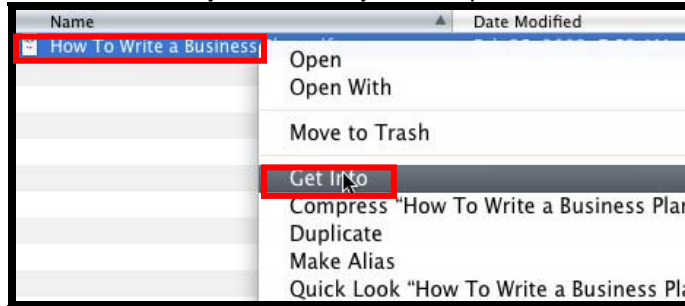 Name Date Modified
How To Write a Business
Open
Open With
Move to Trash
Get Info
Compress "How To Write a Business Plan
Duplicate
Make Alias
Quick Look "How To Write a Business Pla